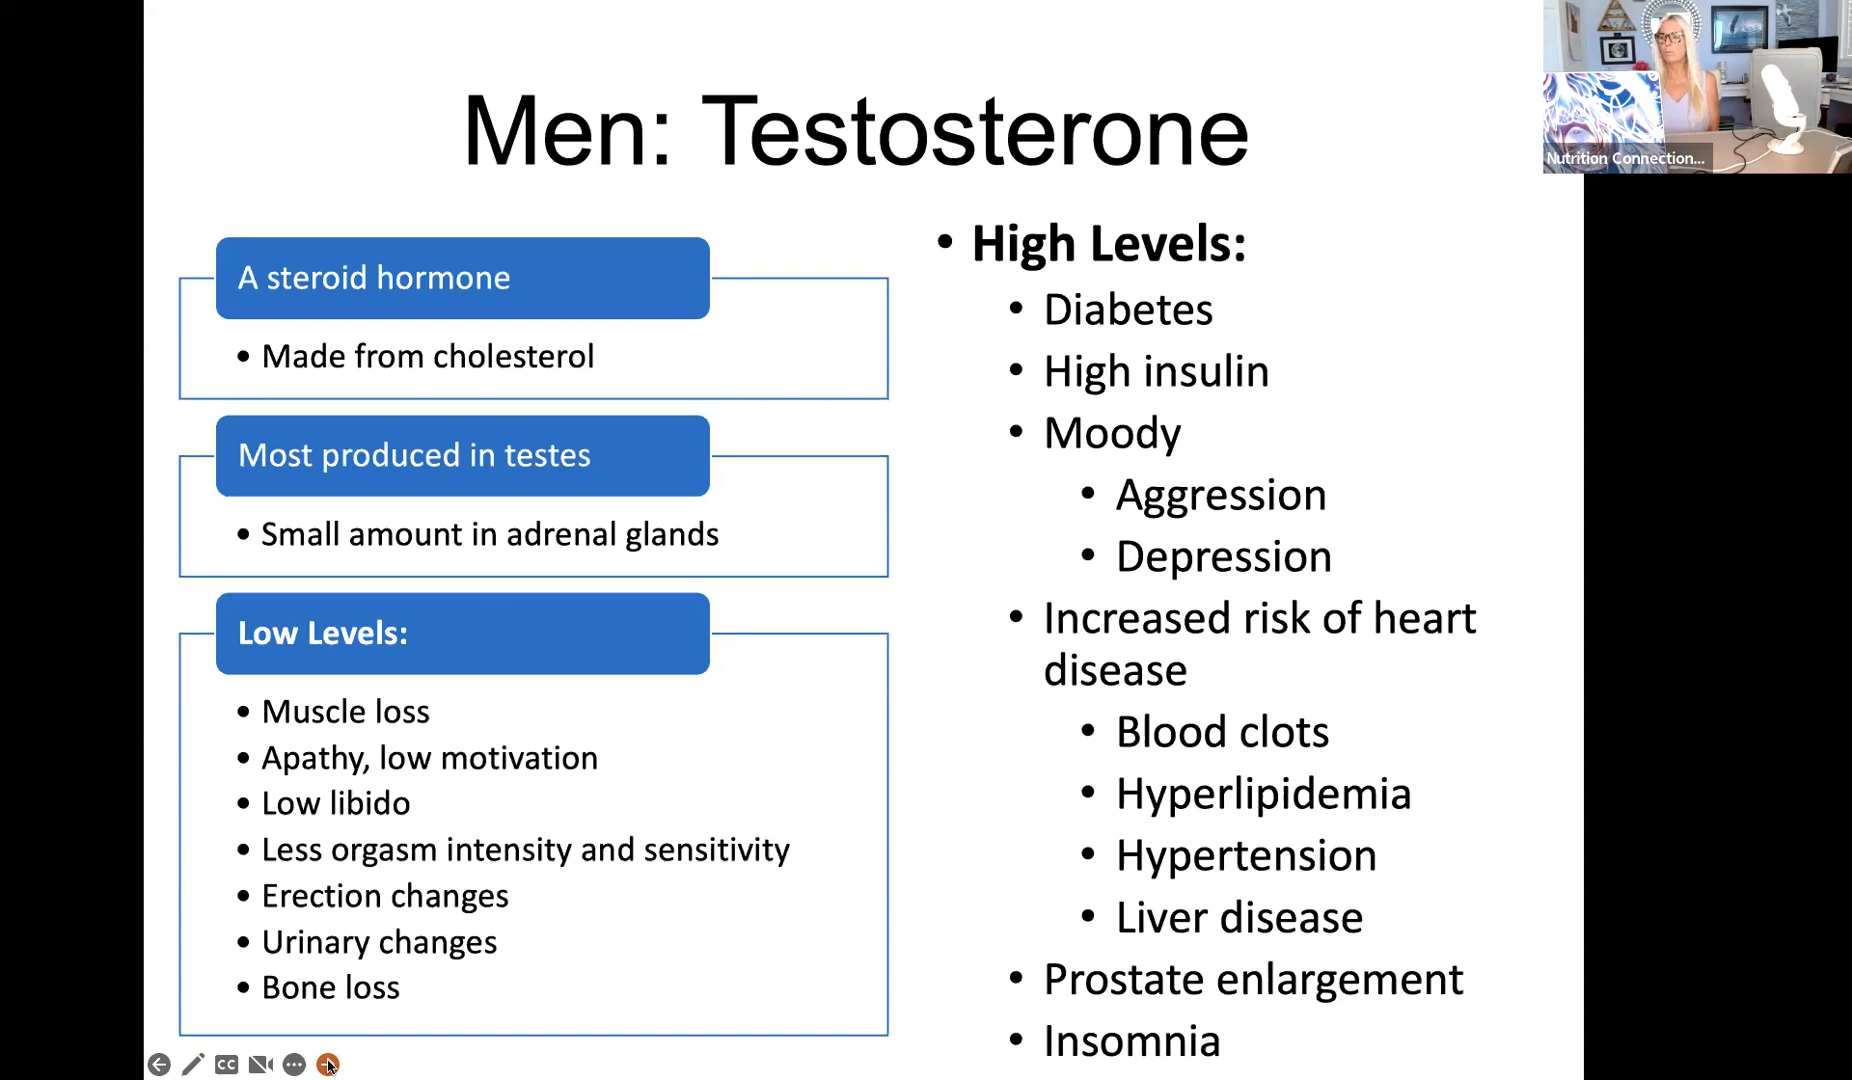 Men: Testosterone
A steroid hormone
• Made from cholesterol
Most produced in testes
• Small amount in adrenal glands
Low Levels:
• Muscle loss
• Apathy, low motivation
• Low libido
• Less orgasm intensity and sensitivity
• Erection changes
• Urinary changes
• Bone loss
• High Levels:
• Diabetes
• High insulin
• Moody
• Aggression
• Depression
• Increased risk of heart
disease
• Blood clots
• Hyperlipidemia
• Hypertension
• Liver disease
• Prostate enlargement
• Insomnia
Nutrition Connection...
CC